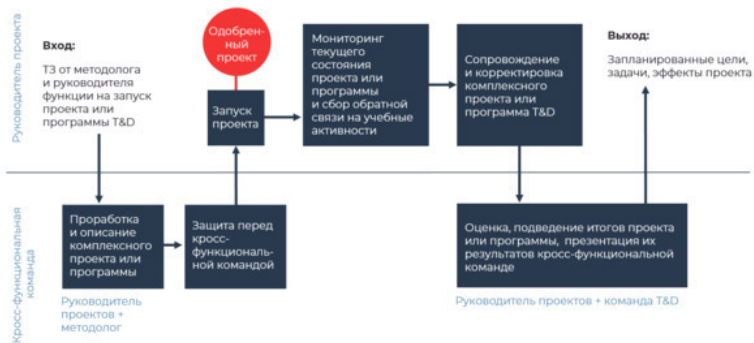 Руководитель проекта
Вход:
ТЗ от методолога
и руководителя
функции на запуск
проекта или
программы T&D
Одобрен-
ный
проект
Запуск
проекта
Мониторинг
текущего
состояния
проекта или
программы
и сбор обратной
связи на учебные
активности
Сопровождение
и корректировка
комплексного
проекта или
программа T&D
Выход:
Запланированные цели,
задачи, эффекты проекта
Кросс-функциональная
команда
Проработка
и описание
комплексного
проекта или
программы
Руководитель
проектов +
методолог
Защита перед
кросс-
функциональ-
ной командой
Оценка, подведение итогов проекта
или программы, презентация их
результатов кросс-функциональной
команде
Руководитель проектов + команда T&D